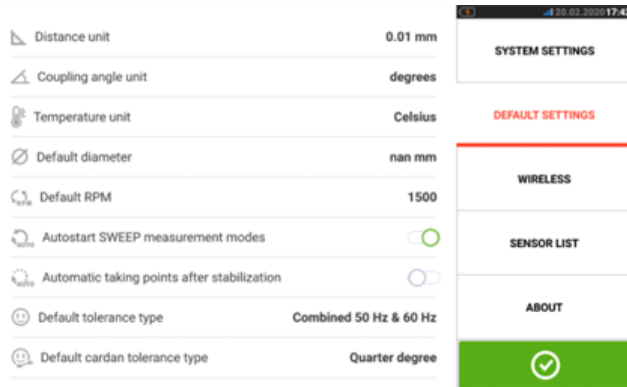 Distance unit 0.01 mm
Coupling angle unit degrees
Temperature unit Celsius
Default diameter nan mm
Default RPM 1500
Autostart SWEEP measurement modes
Automatic taking points after stabilization
Default tolerance type Combined 50 Hz & 60 Hz
Default cardan tolerance type Quarter degree
20.02.2020 17:42
SYSTEM SETTINGS
DEFAULT SETTINGS
WIRELESS
SENSOR LIST
ABOUT